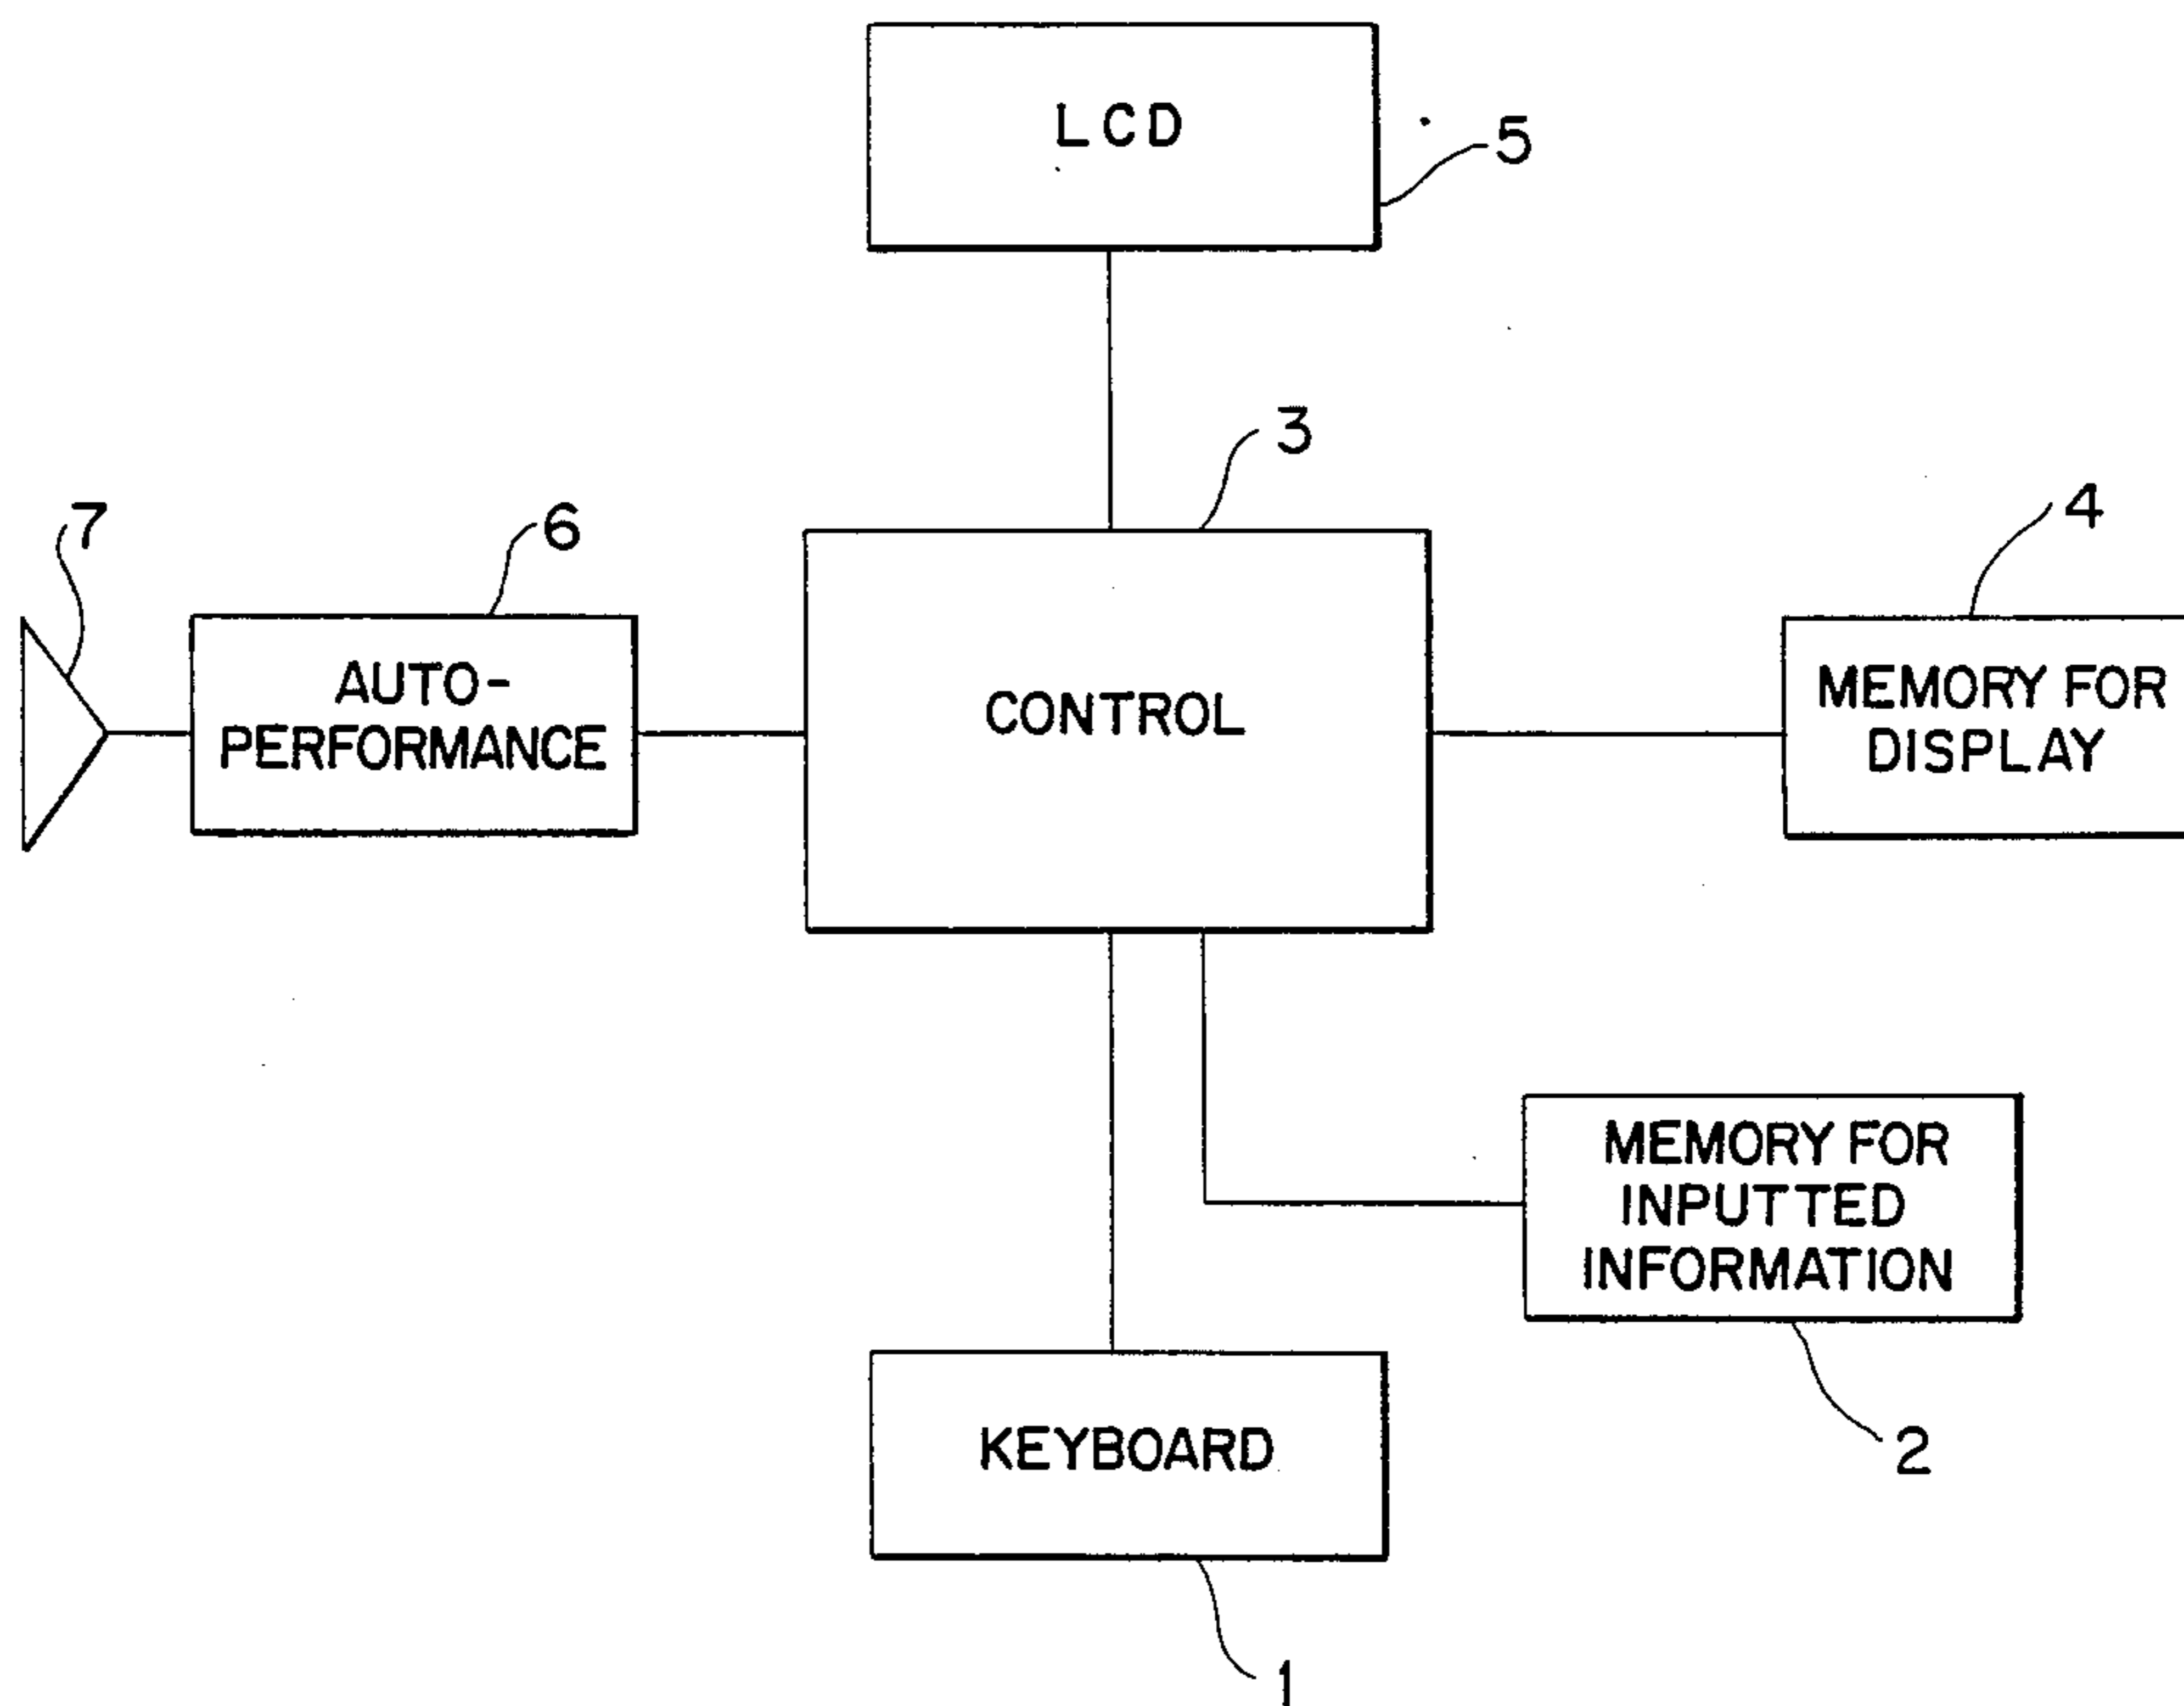 LCD
5
3
7
6
4
AUTO-
PERFORMANCE
CONTROL
MEMORY FOR
DISPLAY
MEMORY FOR
INPUTTED
INFORMATION
KEYBOARD
2
1